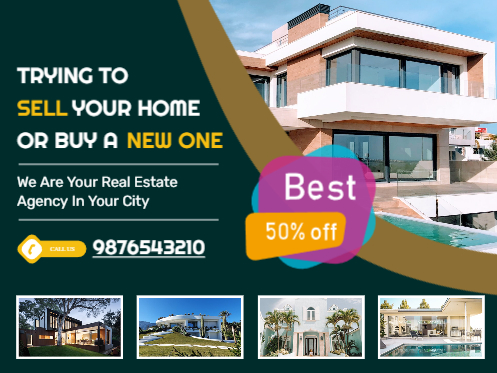 TRYING TO
SELL YOUR HOME
OR BUY A NEW ONE
We Are Your Real Estate
Agency In Your City
CALL US 9876543210
Best
50% off